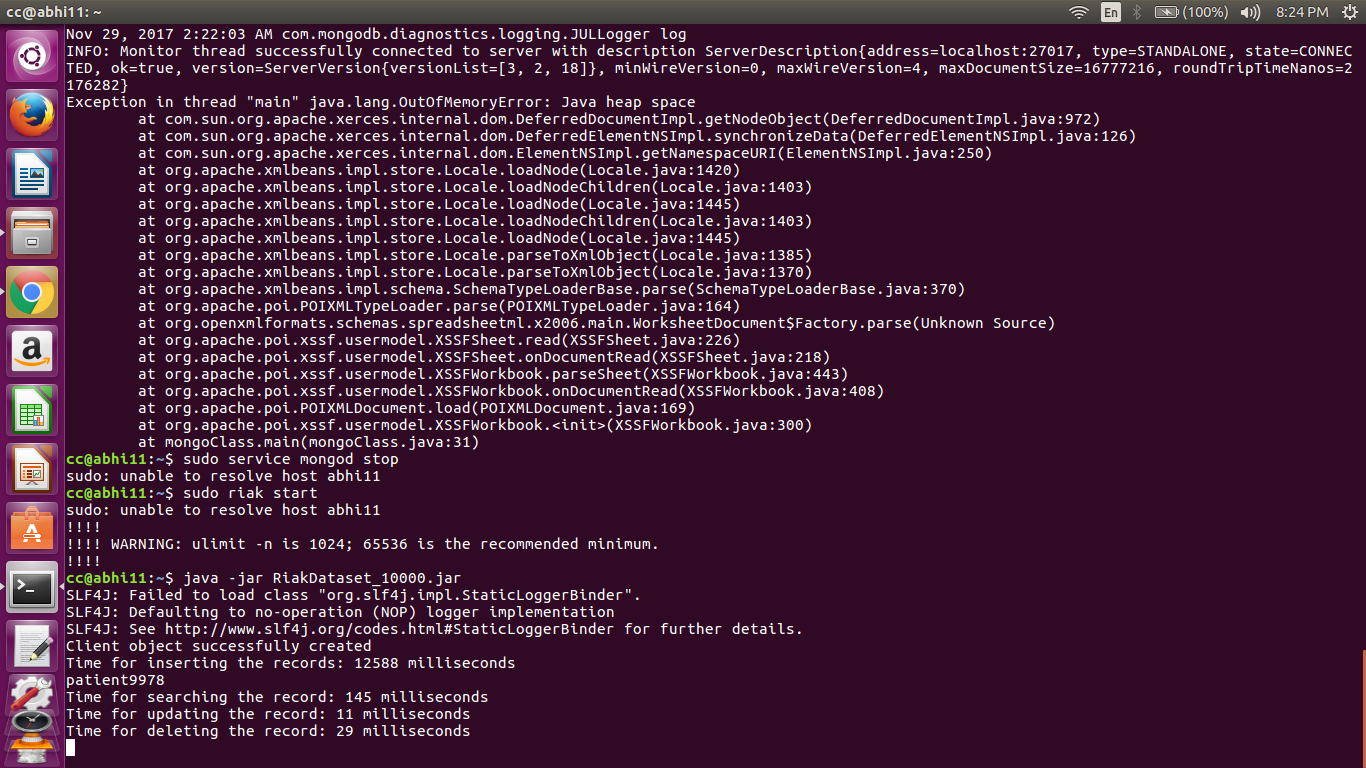 cc@abhi11: ~
En
(100%)
8:24 PM
Nov 29, 2017 2:22:03 AM com.mongodb.diagnostics.logging.JULLogger log
INFO: Monitor thread successfully connected to server with description ServerDescription{address=localhost:27017, type=STANDALONE, state=CONNEC
TED, ok=true, version=ServerVersion{versionList=[3, 2, 18]}, minWireVersion=0, maxWireVersion=4, maxDocumentSize=16777216, roundTripTimeNanos=2
176282}
Exception in thread "main" java.lang.OutOfMemoryError: Java heap space
at com.sun.org.apache.xerces.internal.dom.DeferredDocumentImpl.getNodeObject(DeferredDocumentImpl.java:972)
at com.sun.org.apache.xerces.internal.dom.DeferredElementNSImpl.synchronizeData(DeferredElementNSImpl.java:126)
at com.sun.org.apache.xerces.internal.dom.ElementNSImpl.getNamespaceURI(ElementNSImpl.java:250)
at org.apache.xmlbeans.impl.store.Locale.loadNode(Locale.java:1420)
at org.apache.xmlbeans.impl.store.Locale.loadNodeChildren(Locale.java:1403)
at org.apache.xmlbeans.impl.store.Locale.loadNode(Locale.java:1445)
at org.apache.xmlbeans.impl.store.Locale.loadNodeChildren(Locale.java:1403)
at org.apache.xmlbeans.impl.store.Locale.loadNode(Locale.java:1445)
at org.apache.xmlbeans.impl.store.Locale.parseToXmlObject(Locale.java:1385)
at org.apache.xmlbeans.impl.store.Locale.parseToXmlObject(Locale.java:1370)
at org.apache.xmlbeans.impl.schema.SchemaTypeLoaderBase.parse(SchemaTypeLoaderBase.java:370)
at org.apache.poi.POIXMLTypeLoader.parse(POIXMLTypeLoader.java:164)
at org.openxmlformats.schemas.spreadsheetml.x2006.main.WorksheetDocument$Factory.parse(Unknown Source)
at org.apache.poi.xssf.usermodel.XSSFSheet.read(XSSFSheet.java:226)
at org.apache.poi.xssf.usermodel.XSSFSheet.onDocumentRead(XSSFSheet.java:218)
at org.apache.poi.xssf.usermodel.XSSFWorkbook.parseSheet(XSSFWorkbook.java:443)
at org.apache.poi.xssf.usermodel.XSSFWorkbook.onDocumentRead(XSSFWorkbook.java:408)
at org.apache.poi.POIXMLDocument.load(POIXMLDocument.java:169)
at org.apache.poi.xssf.usermodel.XSSFWorkbook.<init>(XSSFWorkbook.java:300)
at mongoClass.main(mongoClass.java:31)
cc@abhi11:~$ sudo service mongod stop
sudo: unable to resolve host abhi11
cc@abhi11:~$ sudo riak start
sudo: unable to resolve host abhi11
!!!!
!!!! WARNING: ulimit -n is 1024; 65536 is the recommended minimum.
!!!!
cc@abhi11:~$ java -jar RiakDataset_10000.jar
SLF4J: Failed to load class "org.slf4j.impl.StaticLoggerBinder".
SLF4J: Defaulting to no-operation (NOP) logger implementation
SLF4J: See http://www.slf4j.org/codes.html#StaticLoggerBinder for further details.
Client object successfully created
Time for inserting the records: 12588 milliseconds
patient9978
Time for searching the record: 145 milliseconds
Time for updating the record: 11 milliseconds
Time for deleting the record: 29 milliseconds